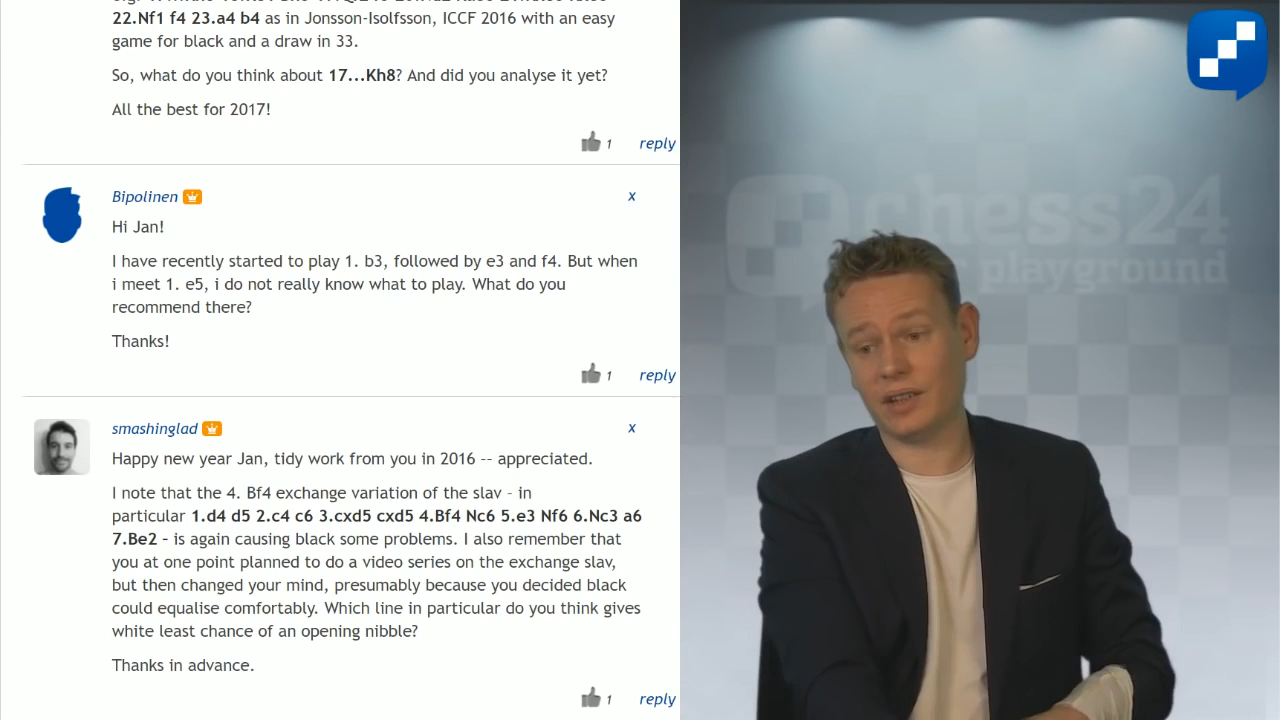 22.Nf1 f4 23.a4 b4 as in Jonsson-Isolfsson, ICCF 2016 with an easy
game for black and a draw in 33.
So, what do you think about 17...Kh8? And did you analyse it yet?
All the best for 2017!
1 reply
Bipolinen x
Hi Jan!
I have recently started to play 1. b3, followed by e3 and f4. But when
i meet 1. e5, i do not really know what to play. What do you
recommend there?
Thanks!
1 reply
smashinglad x
Happy new year Jan, tidy work from you in 2016 -- appreciated.
I note that the 4. Bf4 exchange variation of the slav - in
particular 1.d4 d5 2.c4 c6 3.cxd5 cxd5 4.Bf4 Nc6 5.e3 Nf6 6.Nc3 a6
7.Be2 - is again causing black some problems. I also remember that
you at one point planned to do a video series on the exchange slav,
but then changed your mind, presumably because you decided black
could equalise comfortably. Which line in particular do you think gives
white least chance of an opening nibble?
Thanks in advance.
1 reply
chess24
playground